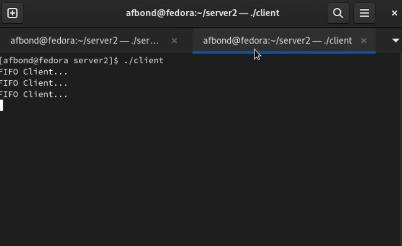 afbond@fedora:~/server2 — ./client
afbond@fedora:~/server2 — ./ser...
afbond@fedora:~/server2 — ./client
[afbond@fedora server2]$ ./client
FIFO Client...
FIFO Client...
FIFO Client...